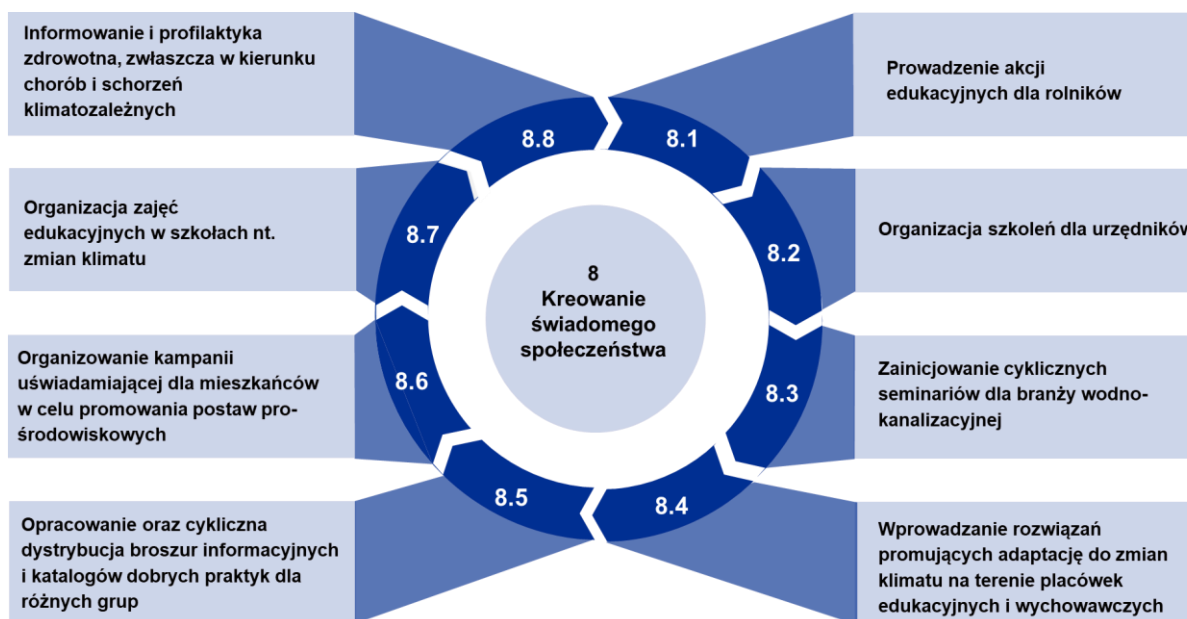 8
Kreowanie
świadomego
społeczeństwa
8.1
Prowadzenie akcji
edukacyjnych dla rolników
8.2
Organizacja szkoleń dla urzędników
8.3
Zainicjowanie cyklicznych
seminariów dla branży wodno-
kanalizacyjnej
8.4
Wprowadzanie rozwiązań
promujących adaptację do zmian
klimatu na terenie placówek
edukacyjnych i wychowawczych
8.5
Opracowanie oraz cykliczna
dystrybucja broszur informacyjnych
i katalogów dobrych praktyk dla
różnych grup
8.6
Organizowanie kampanii
uświadamiającej dla mieszkańców
w celu promowania postaw pro-
środowiskowych
8.7
Organizacja zajęć
edukacyjnych w szkołach nt.
zmian klimatu
8.8
Informowanie i profilaktyka
zdrowotna, zwłaszcza w kierunku
chorób i schorzeń
klimatozależnych